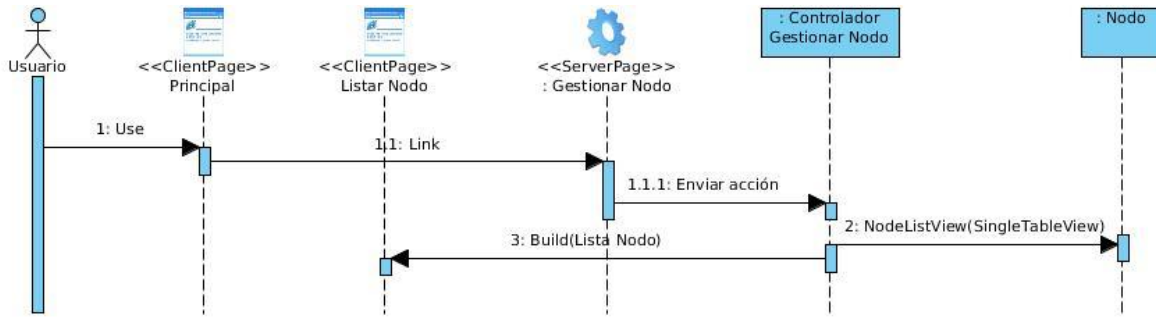 : Controlador
Gestionar Nodo
: Nodo
Usuario
<<ClientPage>>
Principal
<<ClientPage>>
Listar Nodo
<<ServerPage>>
: Gestionar Nodo
1: Use
1.1: Link
1.1.1: Enviar acción
2: NodeListView(SingleTableView)
3: Build(Lista Nodo)